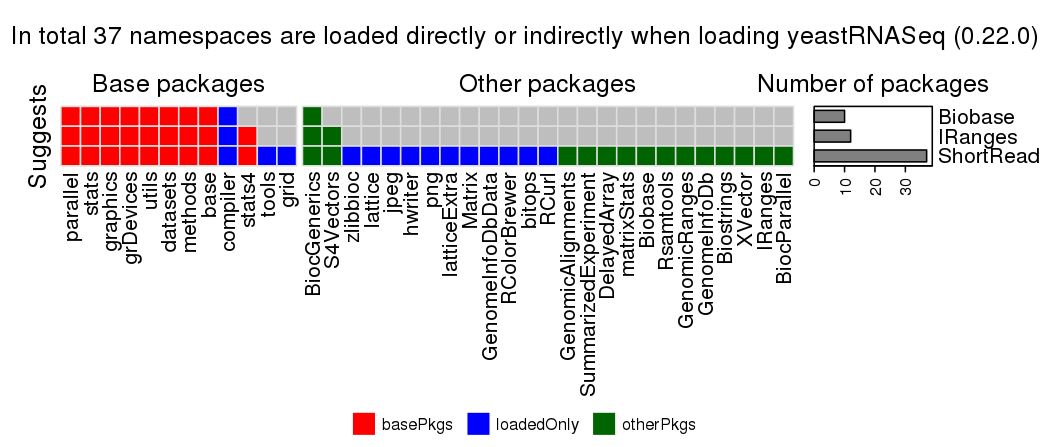 In total 37 namespaces are loaded directly or indirectly when loading yeastRNASeq (0.22.0)
Base packages
Other packages
Number of packages
Suggests
Biobase
IRanges
ShortRead
0
10
20
30
parallel
stats
graphics
grDevices
utils
datasets
methods
base
compiler
stats4
tools
grid
BiocGenerics
S4Vectors
zlibbioc
lattice
jpeg
hwriter
png
latticeExtra
Matrix
GenomeInfoDbData
RColorBrewer
bitops
RCurl
GenomicAlignments
SummarizedExperiment
DelayedArray
matrixStats
Biobase
Rsamtools
GenomicRanges
GenomeInfoDb
Biostrings
XVector
IRanges
BiocParallel
basePkgs
loadedOnly
otherPkgs